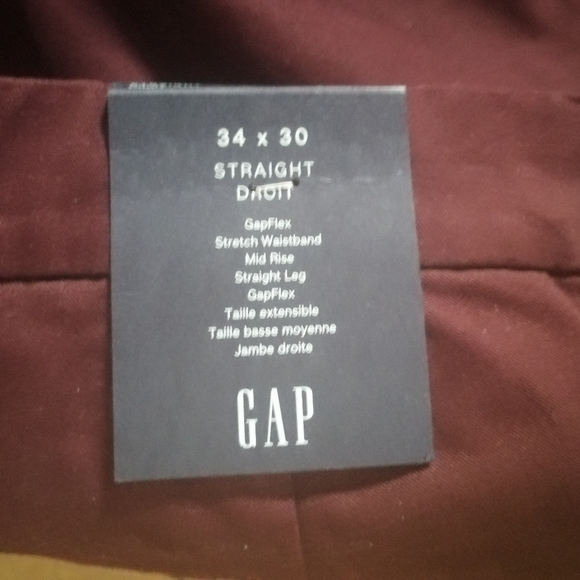 34 x 30
STRAIGHT
DROIT
GapFlex
Stretch Waistband
Mid Rise
Straight Leg
GapFlex
Taille extensible
Taille basse moyenne
Jambe droite
GAP